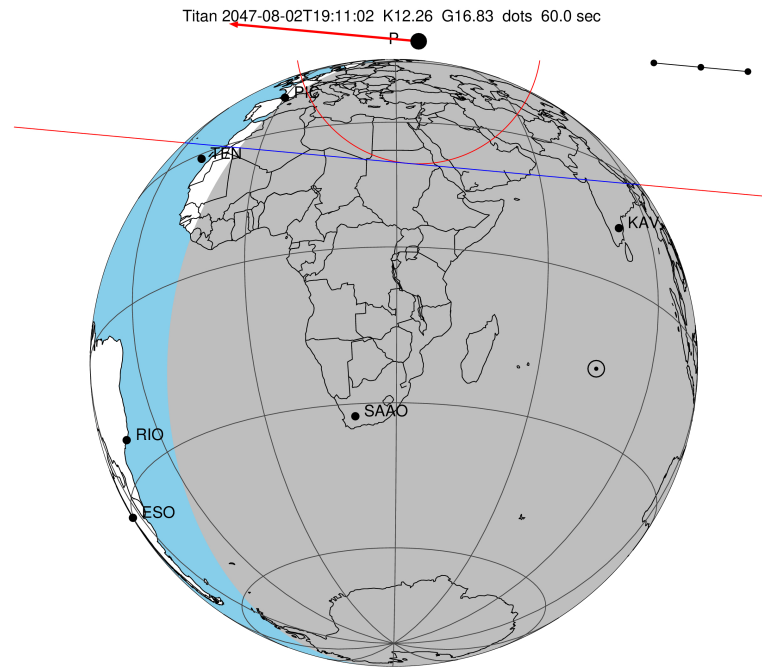 Titan 2047-08-02T19:11:02 K12.26 G16.83 dots 60.0 sec
P
PIC
TEN
KAV
SAAO
RIO
ESO